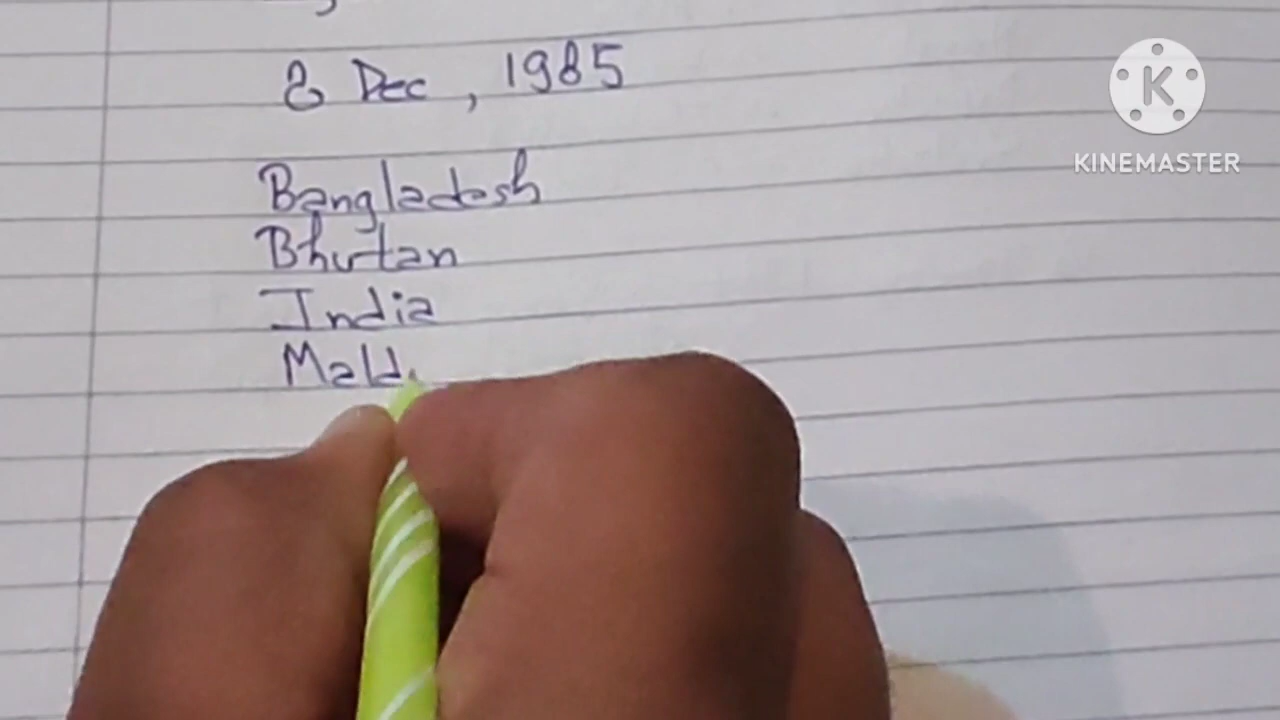 8 Dec, 1985
Bangladesh
Bhutan
India
Mald
K
KINEMASTER